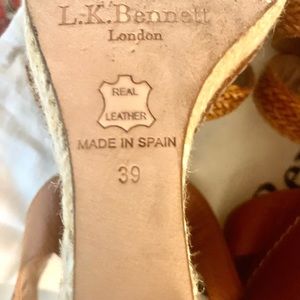 L.K.Bennett
London
REAL
LEATHER
MADE IN SPAIN
39